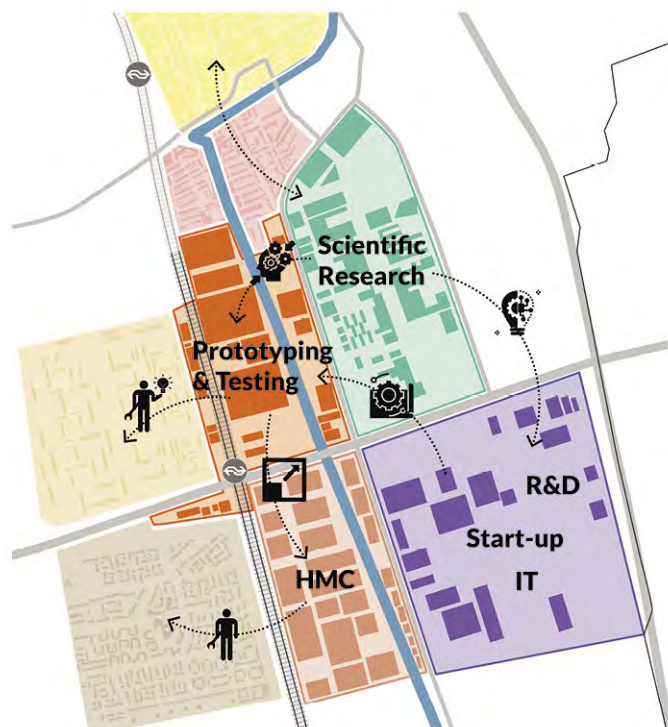 Scientific
Research
Prototyping
& Testing
R&D
Start-up
IT
HMC